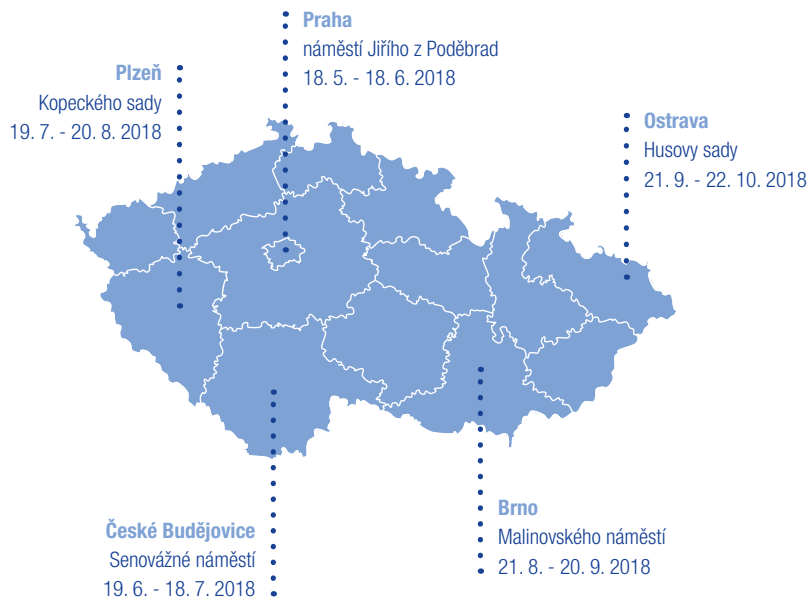 Praha
náměstí Jiřího z Poděbrad
18. 5. - 18. 6. 2018
Plzeň
Kopeckého sady
19. 7. - 20. 8. 2018
Ostrava
Husovy sady
21. 9. - 22. 10. 2018
České Budějovice
Senovážné náměstí
19. 6. - 18. 7. 2018
Brno
Malinovského náměstí
21. 8. - 20. 9. 2018